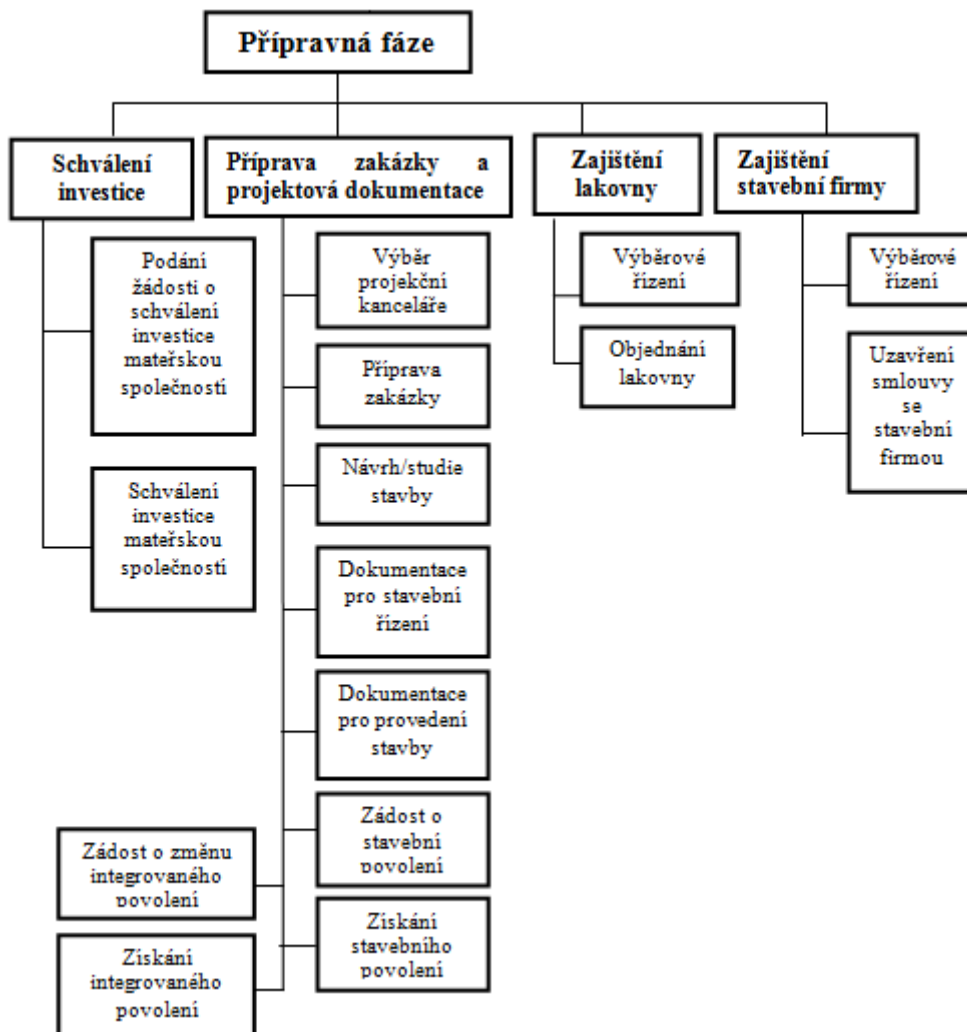 Přípravná fáze
Schválení
investice
Příprava zakázky a
projektová dokumentace
Zajištění
lakovny
Zajištění
stavební firmy
Podání
žádosti o
schválení
investice
mateřskou
společností
Schválení
investice
mateřskou
společností
Výběr
projekční
kanceláře
Příprava
zakázky
Návrh/studie
stavby
Dokumentace
pro stavební
řízení
Dokumentace
pro provedení
stavby
Zádost o
stavební
povolení
Získání
stavebního
povolení
Zádost o změnu
integrovaného
povolení
Získání
integrovaného
povolení
Výběrové
řízení
Objednání
lakovny
Výběrové
řízení
Uzavření
smlouvy
se
stavební
firmou